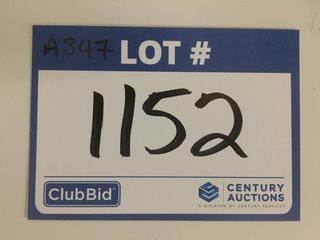 A347 LOT #
1152
ClubBid
CENTURY
AUCTIONS
A DIVISION OF CENTURY SERVICES